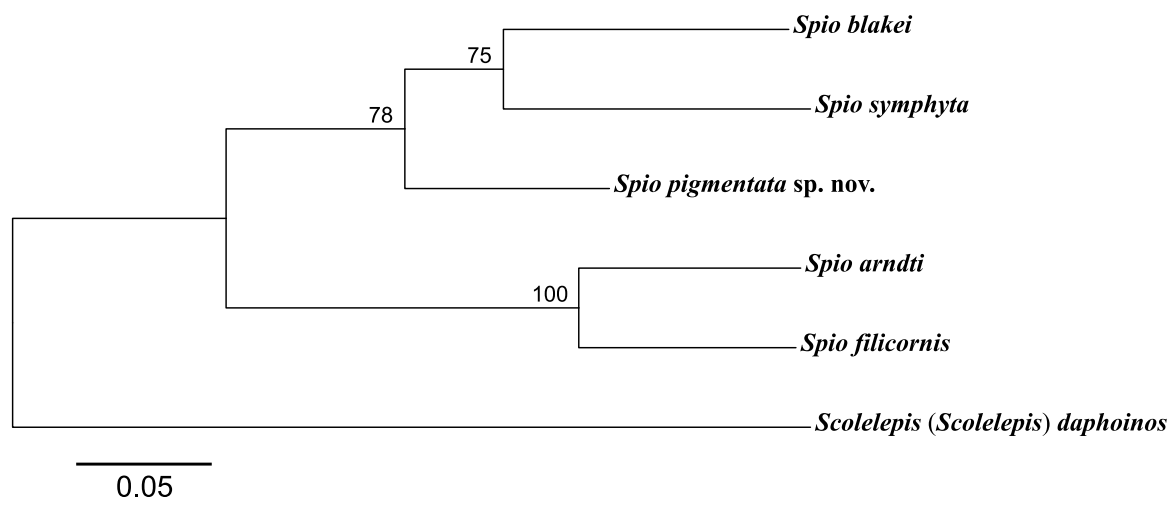 Spio blakei
75
Spio symphyta
78
Spio pigmentata sp. nov.
Spio arndti
100
Spio filicornis
Scolelepis (Scolelepis) daphoinos
0.05